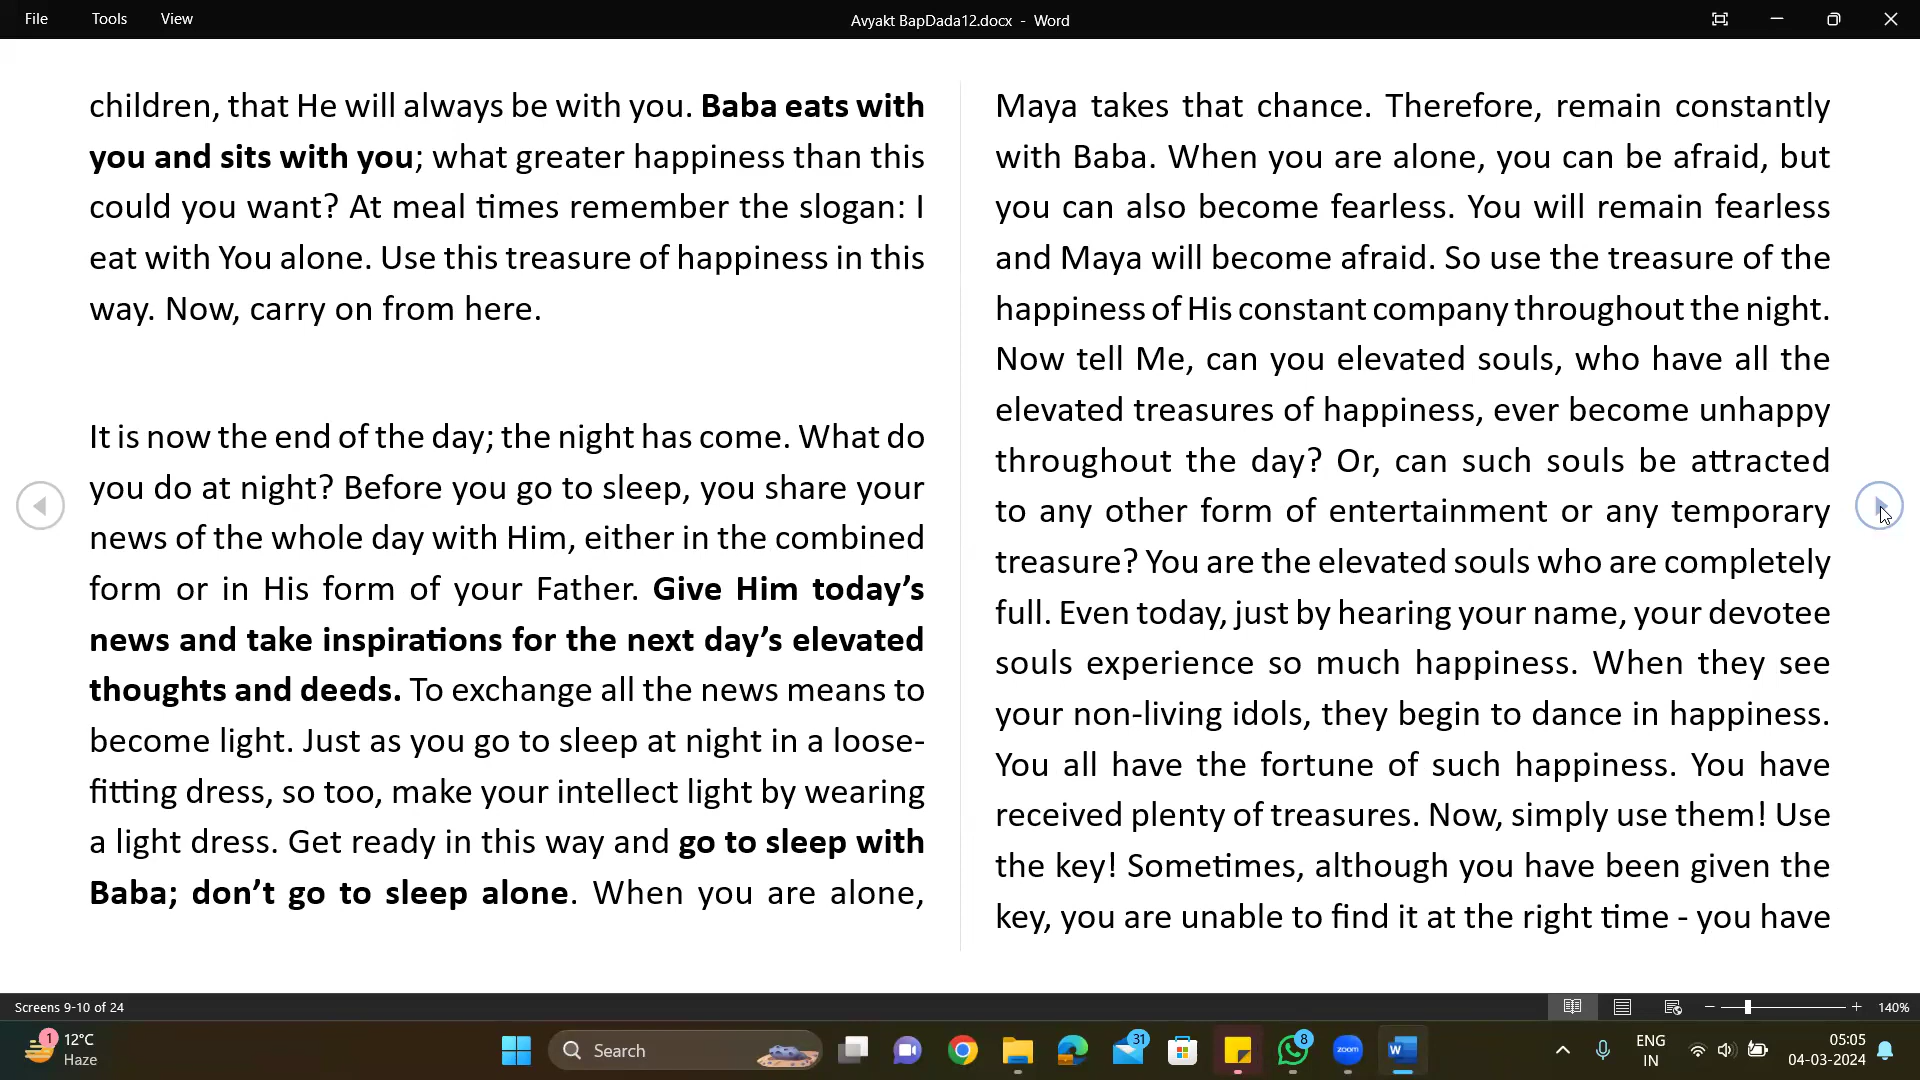 File Tools View Avyakt BapDada12.docx - Word
children, that He will always be with you. Baba eats with
you and sits with you; what greater happiness than this
could you want? At meal times remember the slogan: I
eat with You alone. Use this treasure of happiness in this
way. Now, carry on from here.
It is now the end of the day; the night has come. What do
you do at night? Before you go to sleep, you share your
news of the whole day with Him, either in the combined
form or in His form of your Father. Give Him today’s
news and take inspirations for the next day’s elevated
thoughts and deeds. To exchange all the news means to
become light. Just as you go to sleep at night in a loose-
fitting dress, so too, make your intellect light by wearing
a light dress. Get ready in this way and go to sleep with
Baba; don’t go to sleep alone. When you are alone,
Maya takes that chance. Therefore, remain constantly
with Baba. When you are alone, you can be afraid, but
you can also become fearless. You will remain fearless
and Maya will become afraid. So use the treasure of the
happiness of His constant company throughout the night.
Now tell Me, can you elevated souls, who have all the
elevated treasures of happiness, ever become unhappy
throughout the day? Or, can such souls be attracted
to any other form of entertainment or any temporary
treasure? You are the elevated souls who are completely
full. Even today, just by hearing your name, your devotee
souls experience so much happiness. When they see
your non-living idols, they begin to dance in happiness.
You all have the fortune of such happiness. You have
received plenty of treasures. Now, simply use them! Use
the key! Sometimes, although you have been given the
key, you are unable to find it at the right time - you have
Screens 9-10 of 24 140%
1 12°C
Haze
Search
31
8
zoom
W
ENG
IN
05:05
04-03-2024